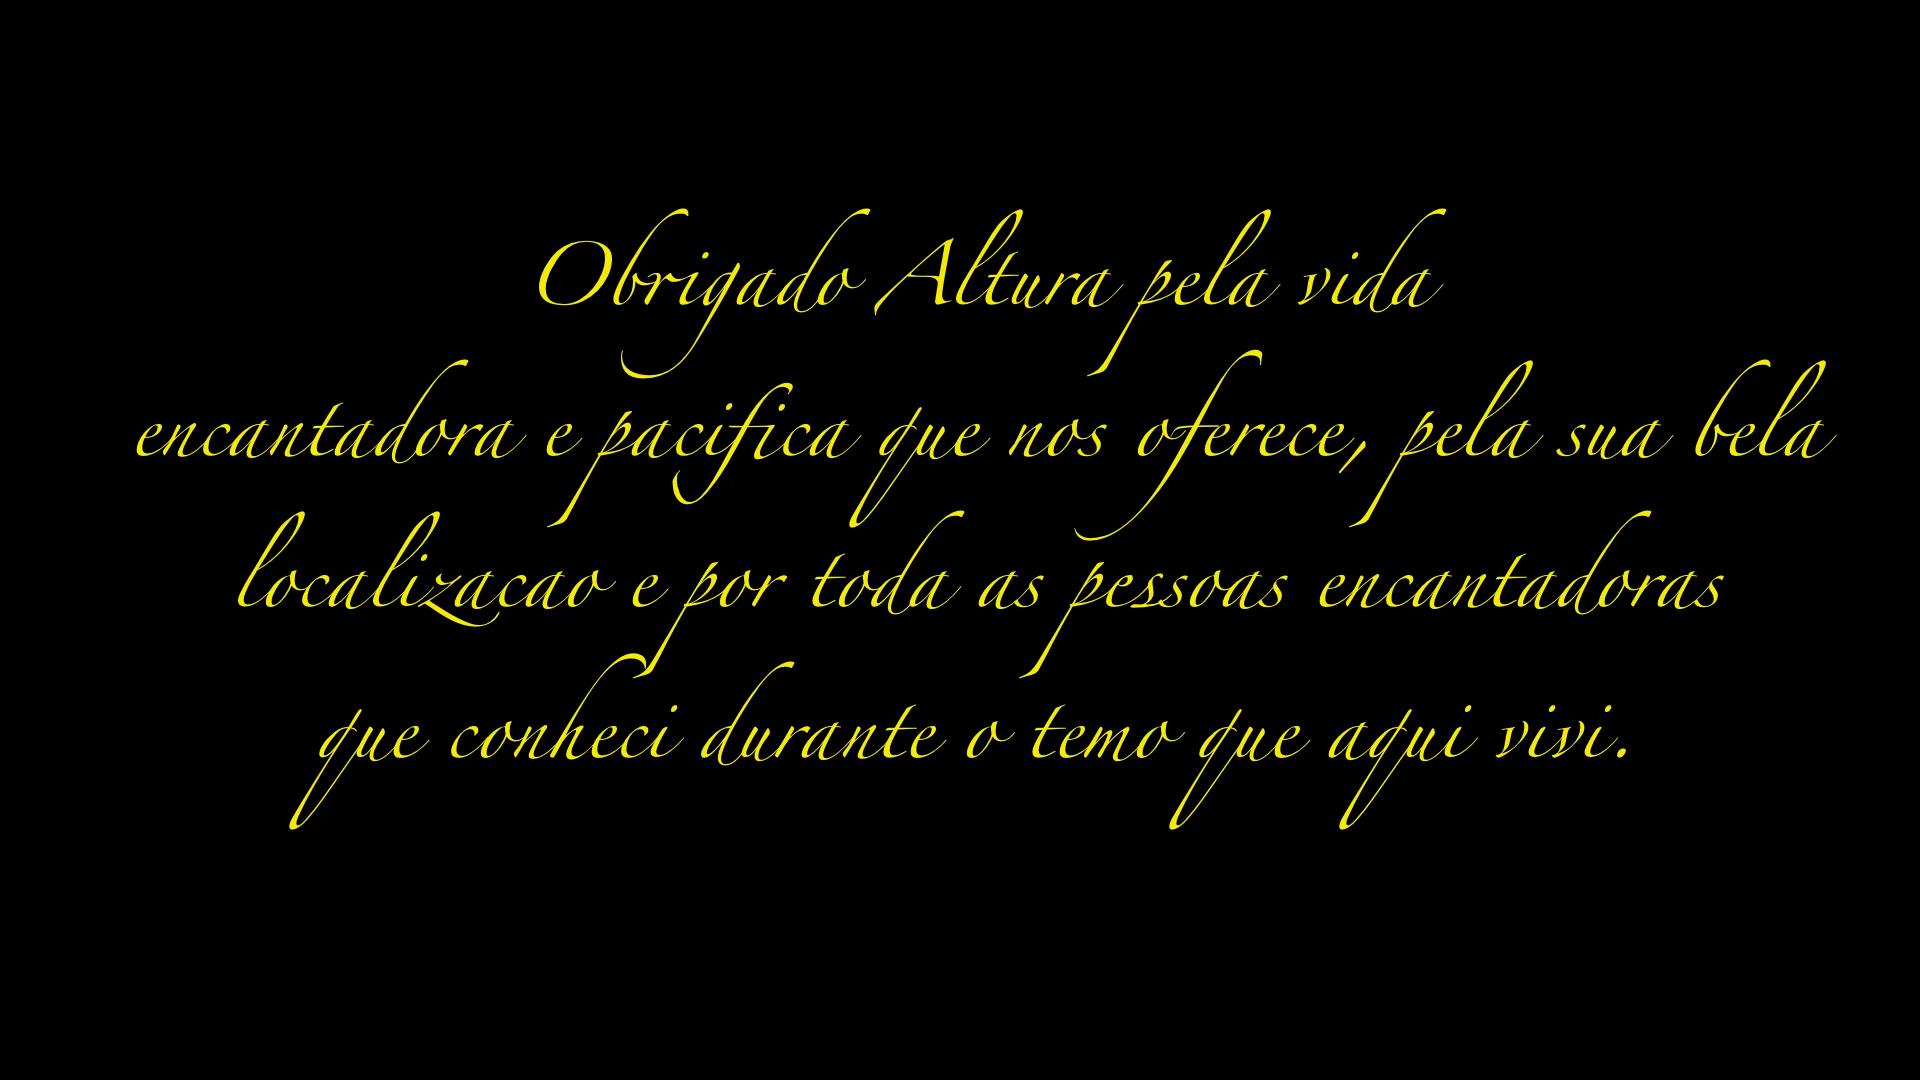 Obrigado Altura pela vida
encantadora e pacifica que nos oferece, pela sua bela
localizacao e por toda as pessoas encantadoras
que conheci durante o temo que aqui vivi.